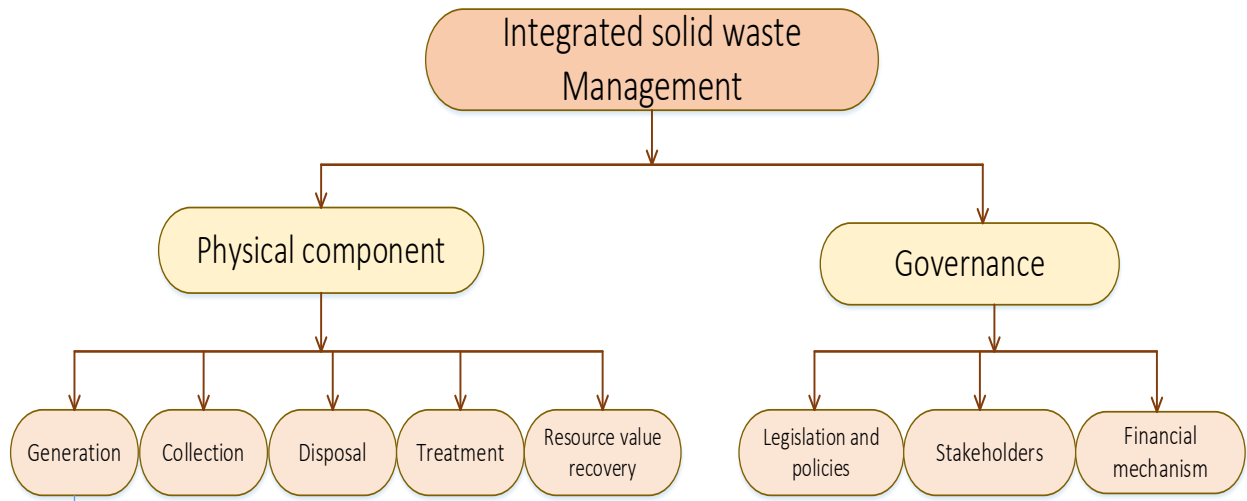 Integrated solid waste
Management
Physical component
Governance
Generation
Collection
Disposal
Treatment
Resource value
recovery
Legislation and
policies
Stakeholders
Financial
mechanism